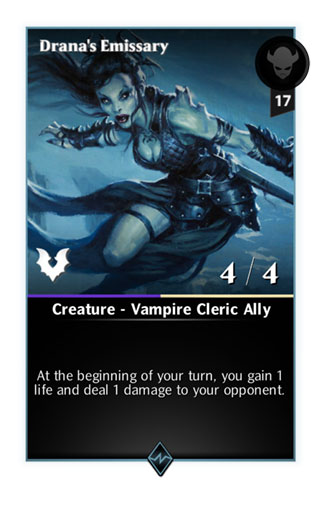 Drana's Emissary
17
4 / 4
Creature - Vampire Cleric Ally
At the beginning of your turn, you gain 1
life and deal 1 damage to your opponent.